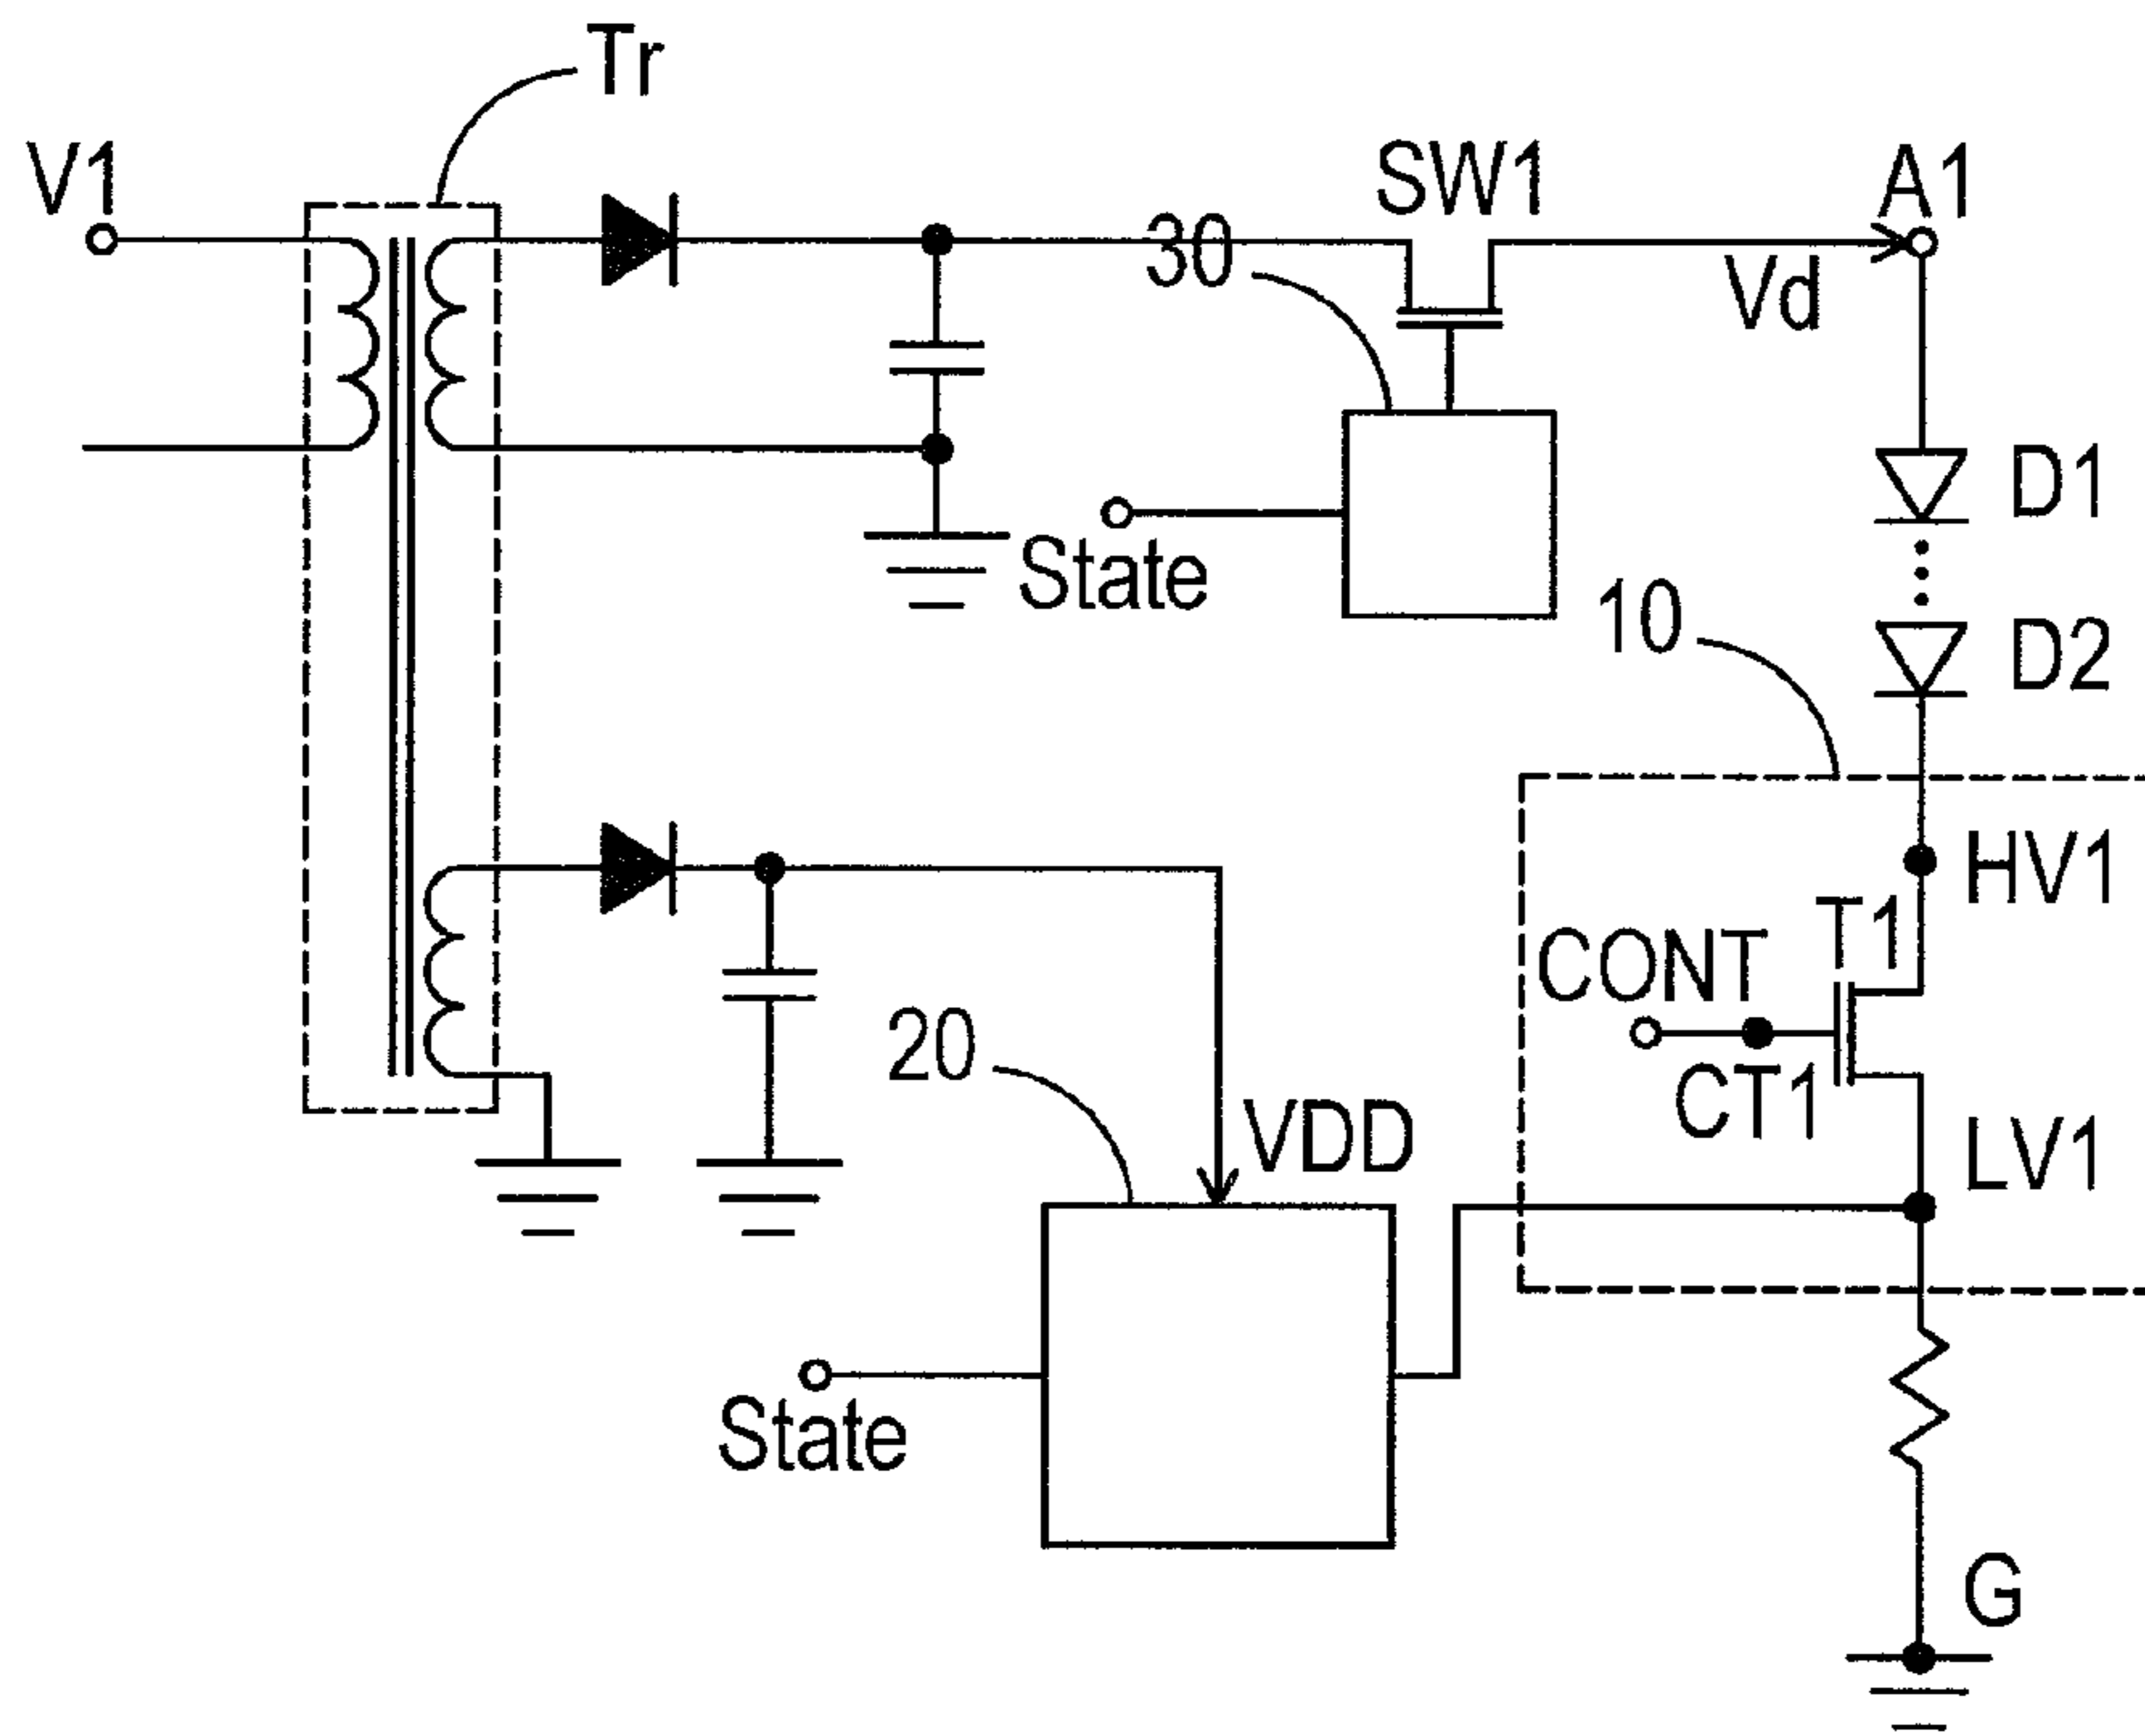 Tr
V1
SW1
A1
30
Vd
D1
State
10
D2
HV1
T1
CONT
20
CT1
VDD
LV1
State
G